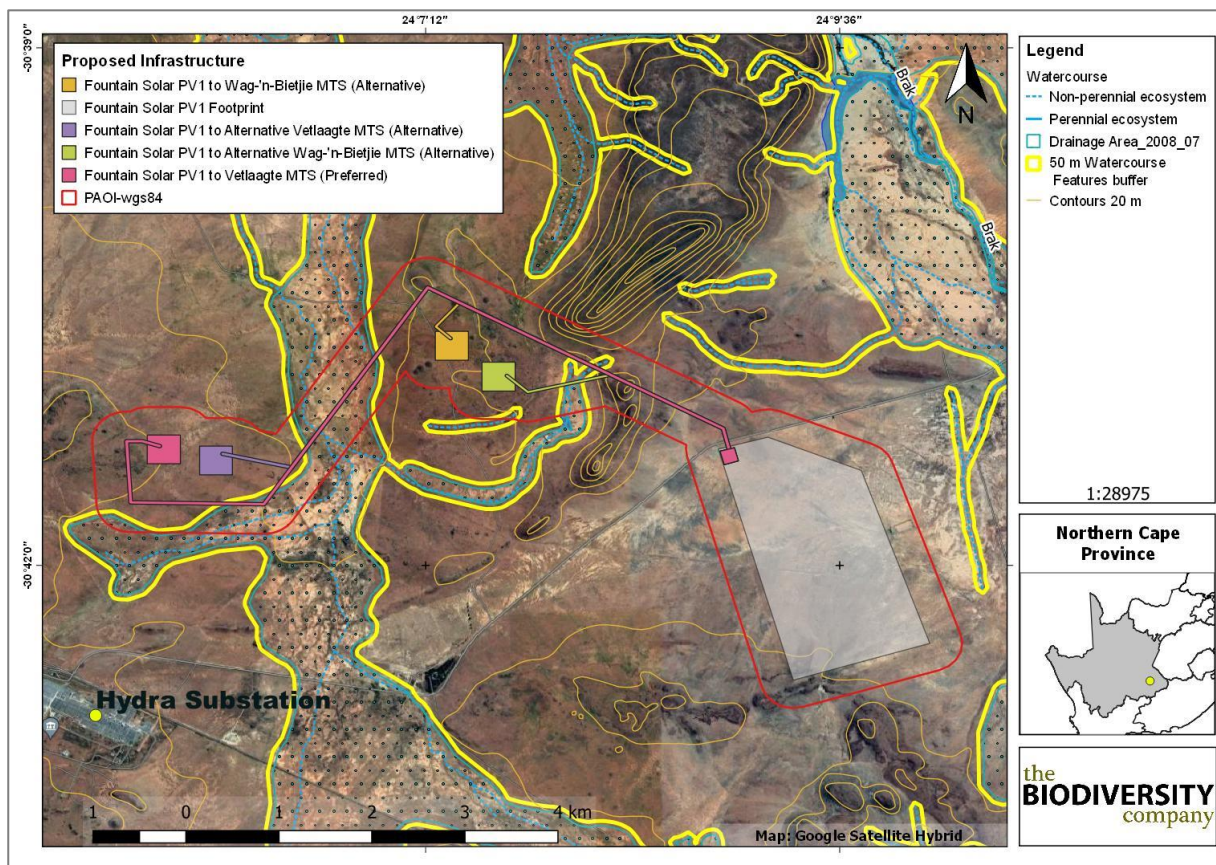 24°7'12"
24°9'36"
-30°39'0"
-30°42'0"
Proposed Infrastructure
Fountain Solar PV1 to Wag-'n-Bietjie MTS (Alternative)
Fountain Solar PV1 Footprint
Fountain Solar PV1 to Alternative Vetlaagte MTS (Alternative)
Fountain Solar PV1 to Alternative Wag-'n-Bietjie MTS (Alternative)
Fountain Solar PV1 to Vetlaagte MTS (Preferred)
PAOI-wgs84
Brak
N
Brak
Hydra Substation
1 0 1 2 3 4 km
Map: Google Satellite Hybrid
Legend
Watercourse
Non-perennial ecosystem
Perennial ecosystem
Drainage Area_2008_07
50 m Watercourse
Features buffer
Contours 20 m
1:28975
Northern Cape
Province
the
BIODIVERSITY
company